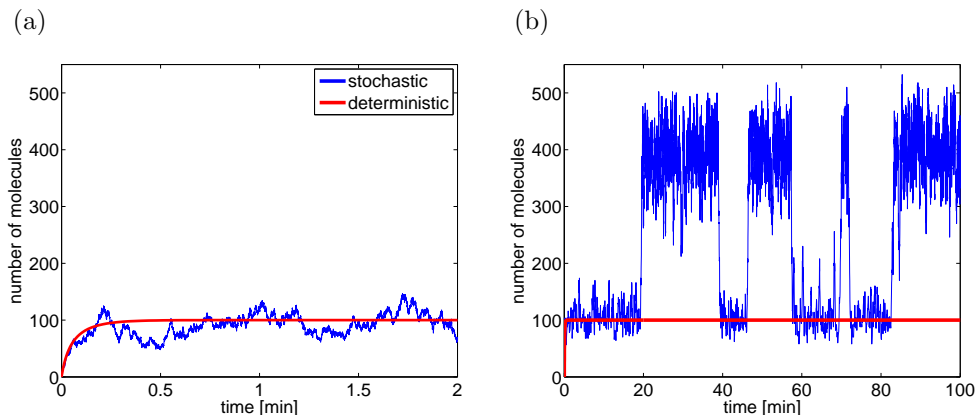 (a)
500
400
300
200
100
0
number of molecules
stochastic
deterministic
0 0.5 1 1.5 2
time [min]
(b)
500
400
300
200
100
0
number of molecules
0 20 40 60 80 100
time [min]